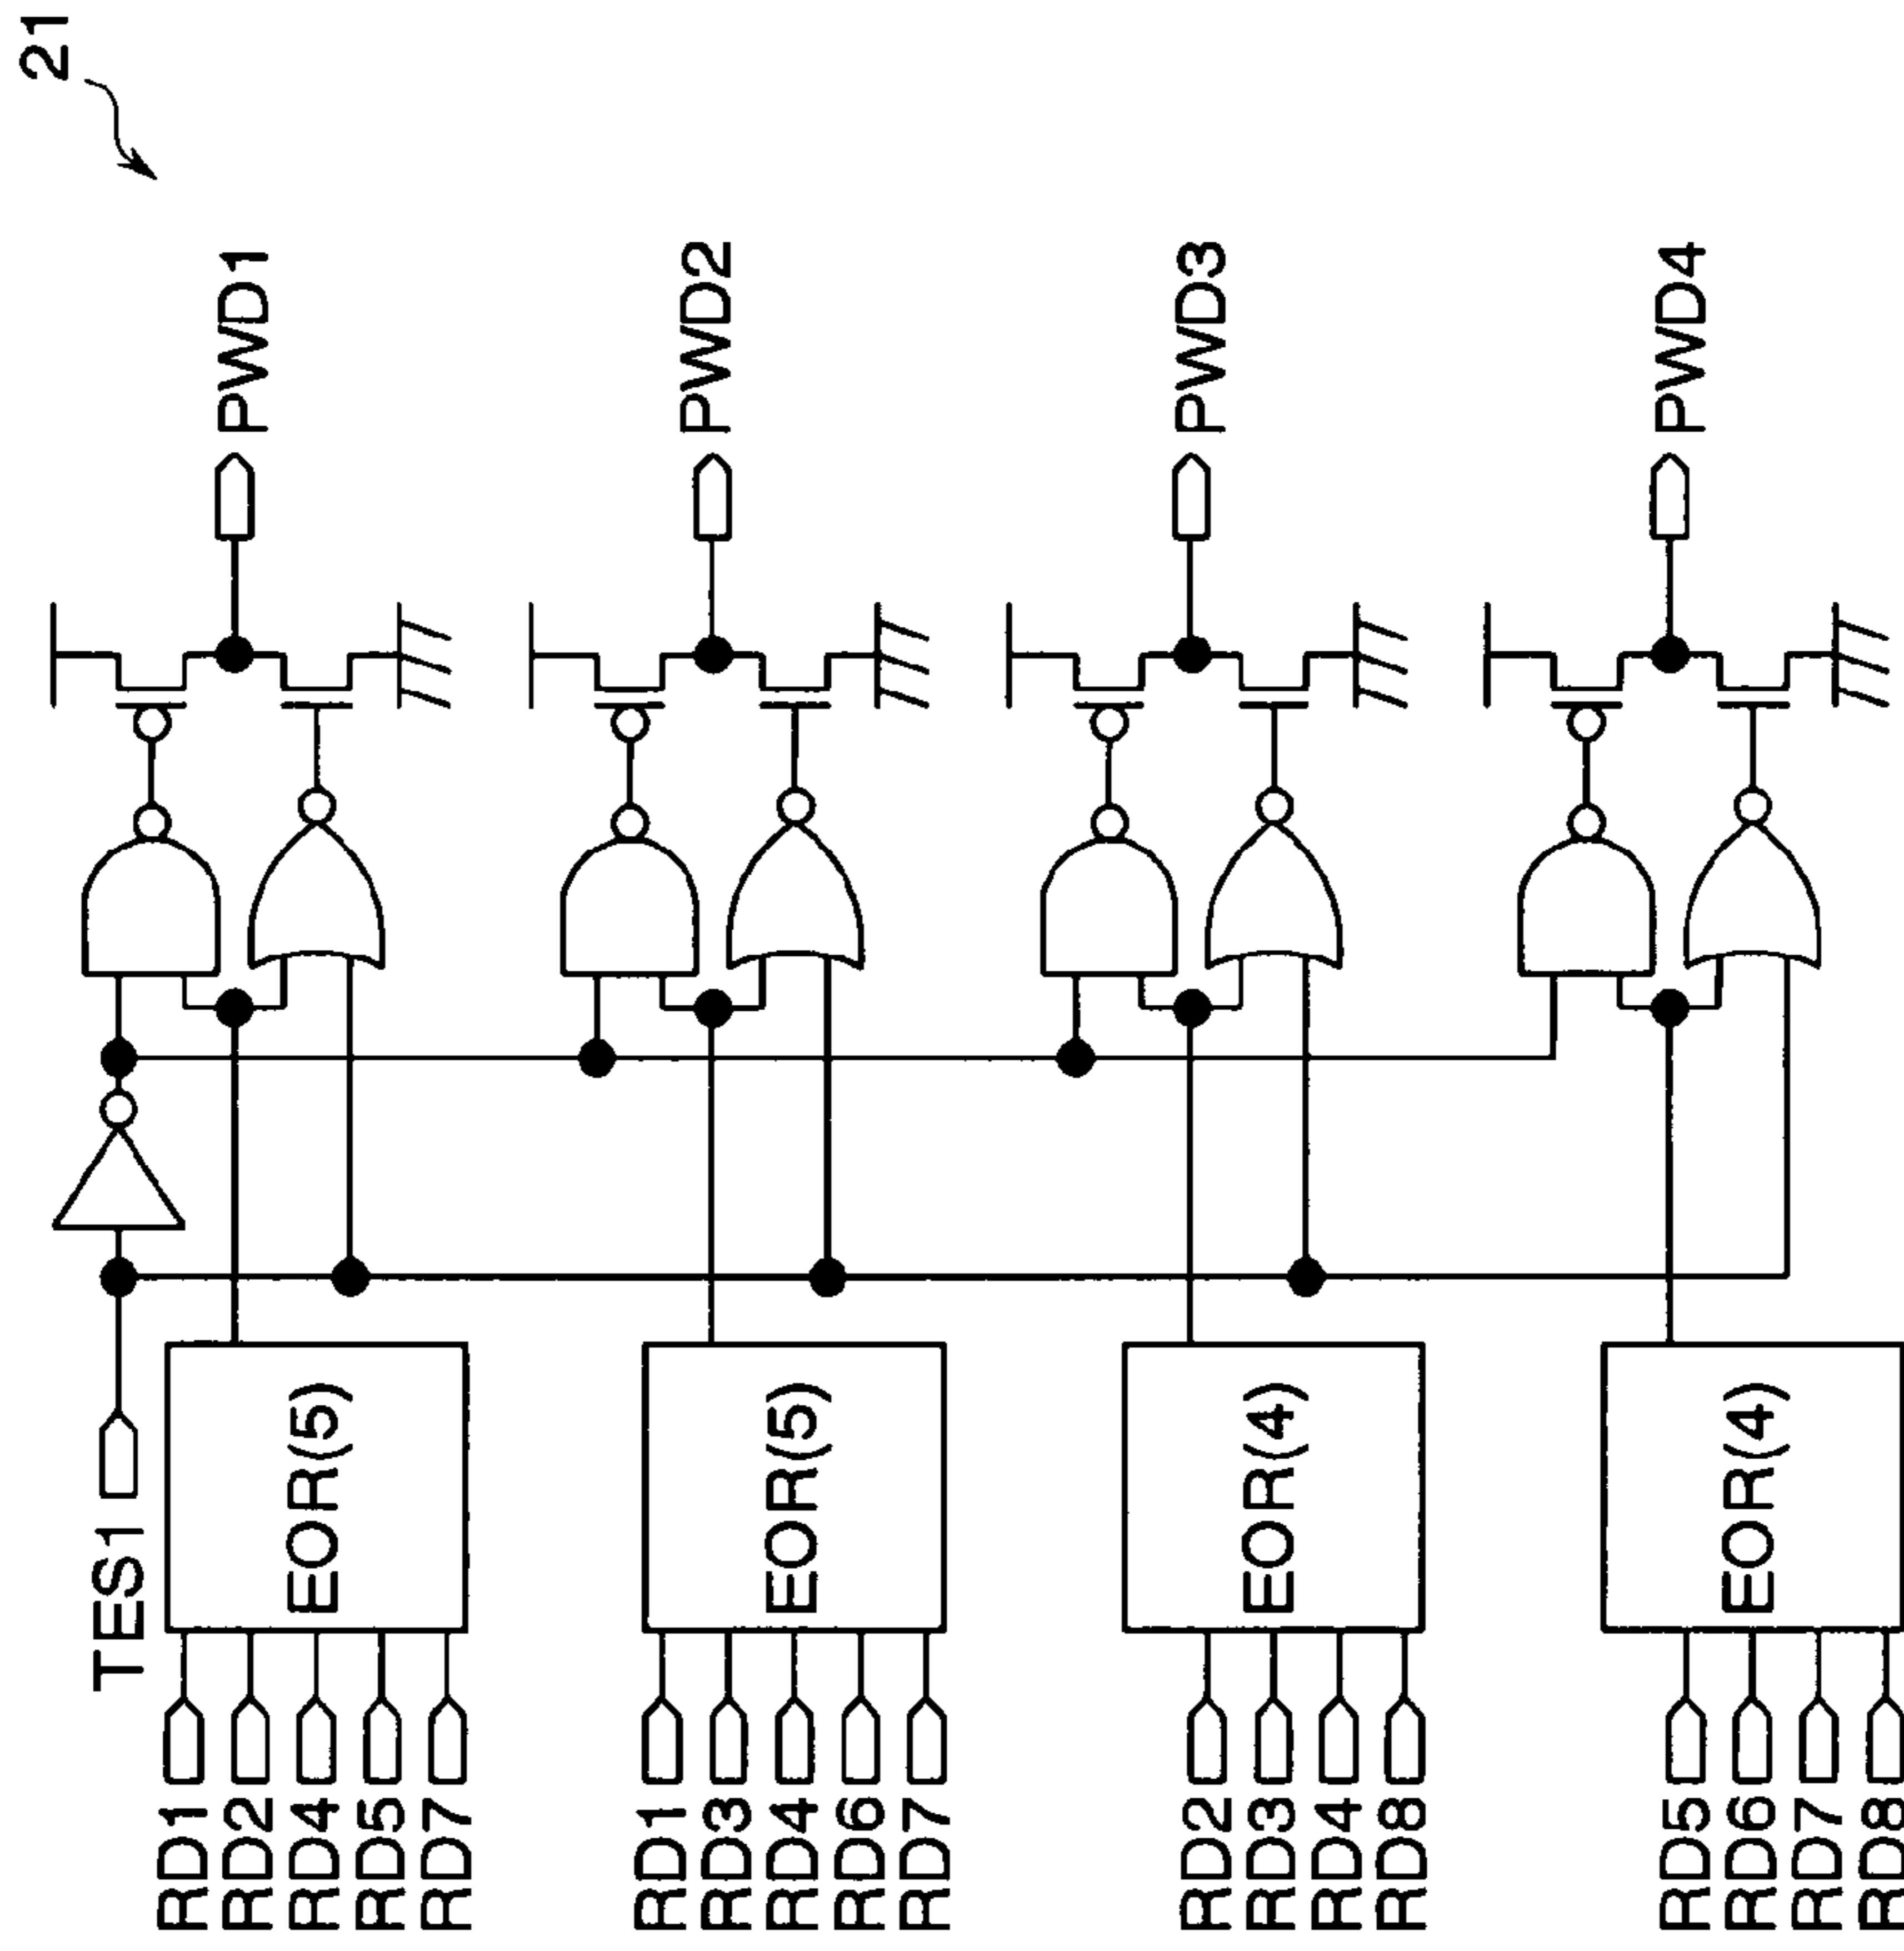 21
TES1
RD1
RD2
RD4
RD5
RD7
EOR(5)
PWD1
RD1
RD3
RD4
RD6
RD7
EOR(5)
PWD2
RD2
RD3
RD4
RD8
EOR(4)
PWD3
RD5
RD6
RD7
RD8
EOR(4)
PWD4